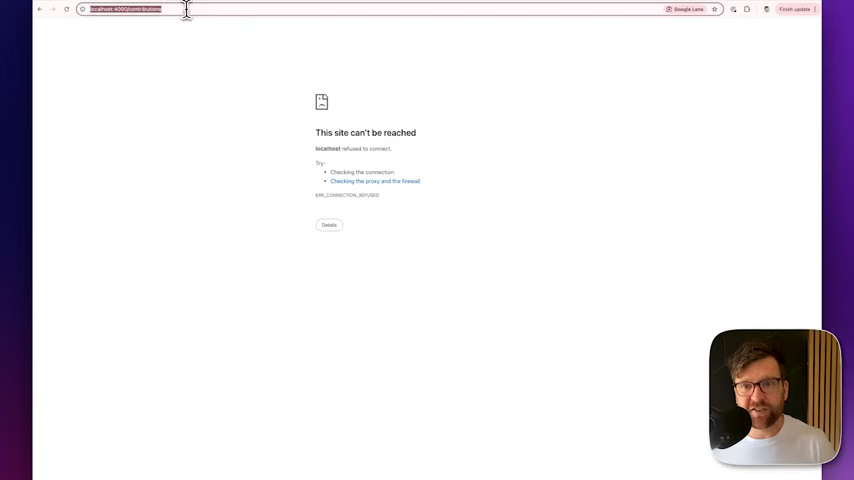 localhost:4000/contributions
Google Lens
Finish update
This site can't be reached
localhost refused to connect.
Try:
• Checking the connection
• Checking the proxy and the firewall
ERR_CONNECTION_REFUSED
Details